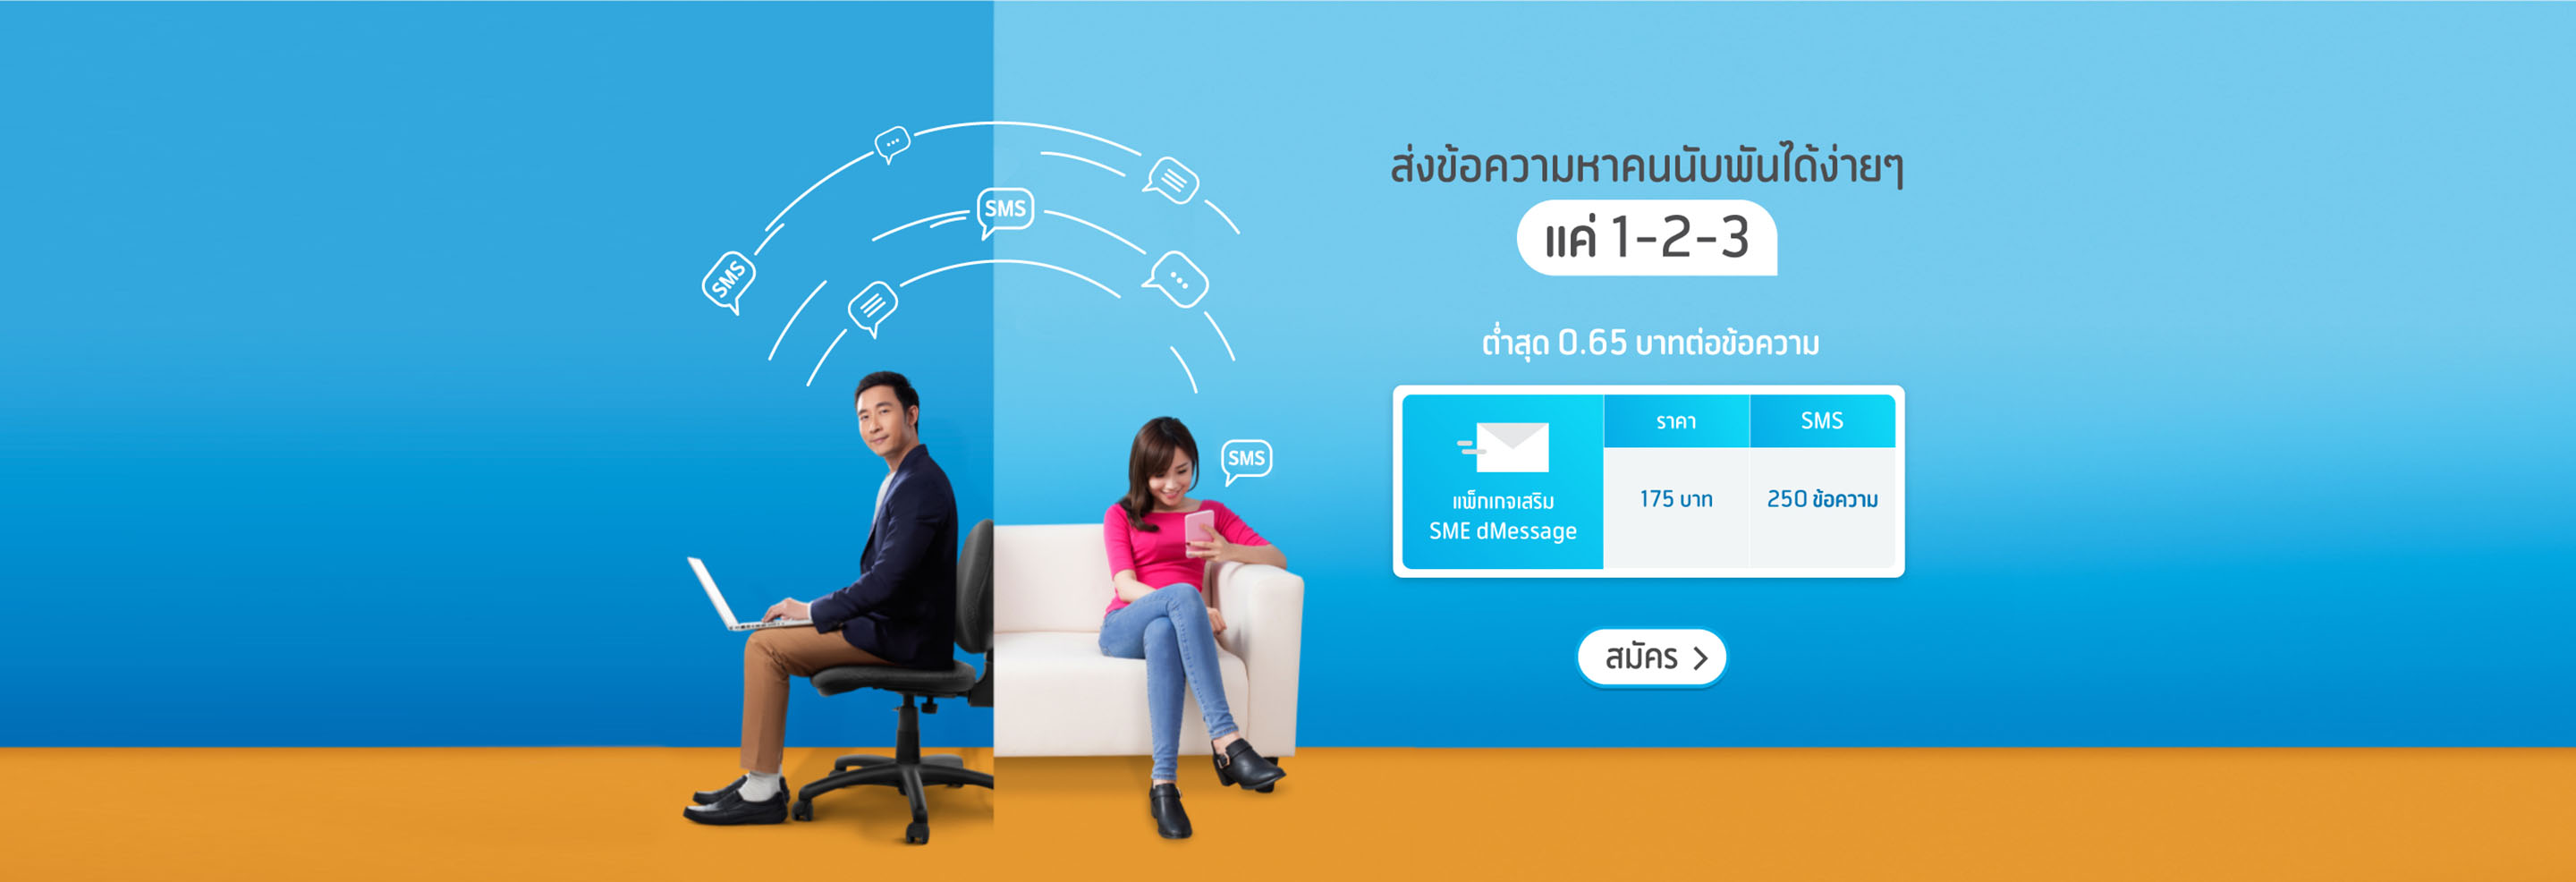 ส่งข้อความหาคนนับพันได้ง่ายๆ
แค่ 1-2-3
ต่ำสุด 0.65 บาทต่อข้อความ
ราคา
SMS
แพ็กเกจเสริม
SME dMessage
175 บาท
250 ข้อความ
สมัคร
SMS
SMS
SMS